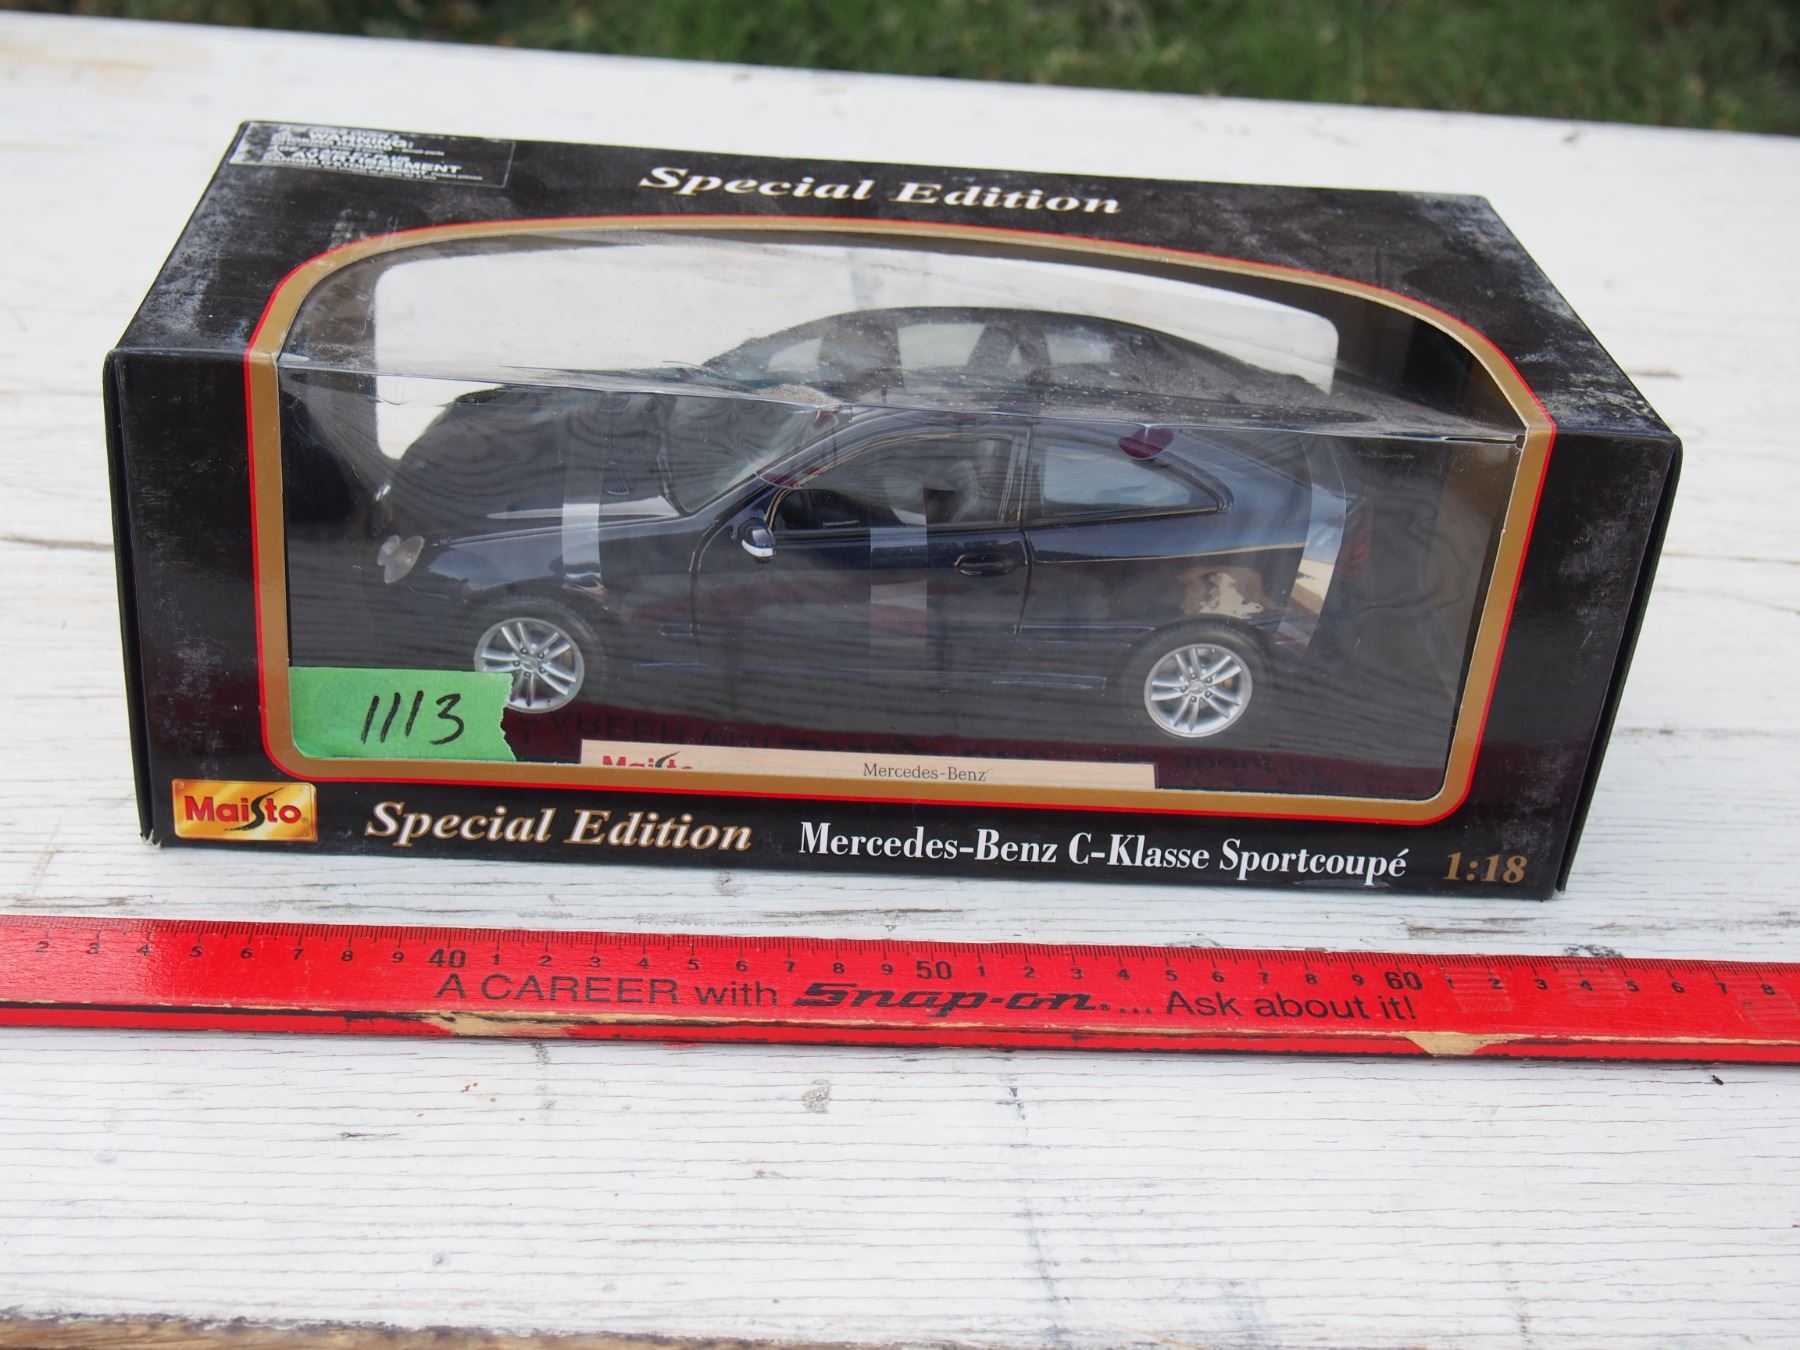 WARNING:
AVERTISSEMENT
Special Edition
1113
Maisto
Mercedes-Benz
Maisto
Special Edition
Mercedes-Benz C-Klasse Sportcoupé 1:18
2 3 4 5 6 7 8 9 40 1 2 3 4 5 6 7 8 9 50 1 2 3 4 5 6 7 8 9 60 1 2 3 4 5 6 7 8
A CAREER with Snap-on®... Ask about it!